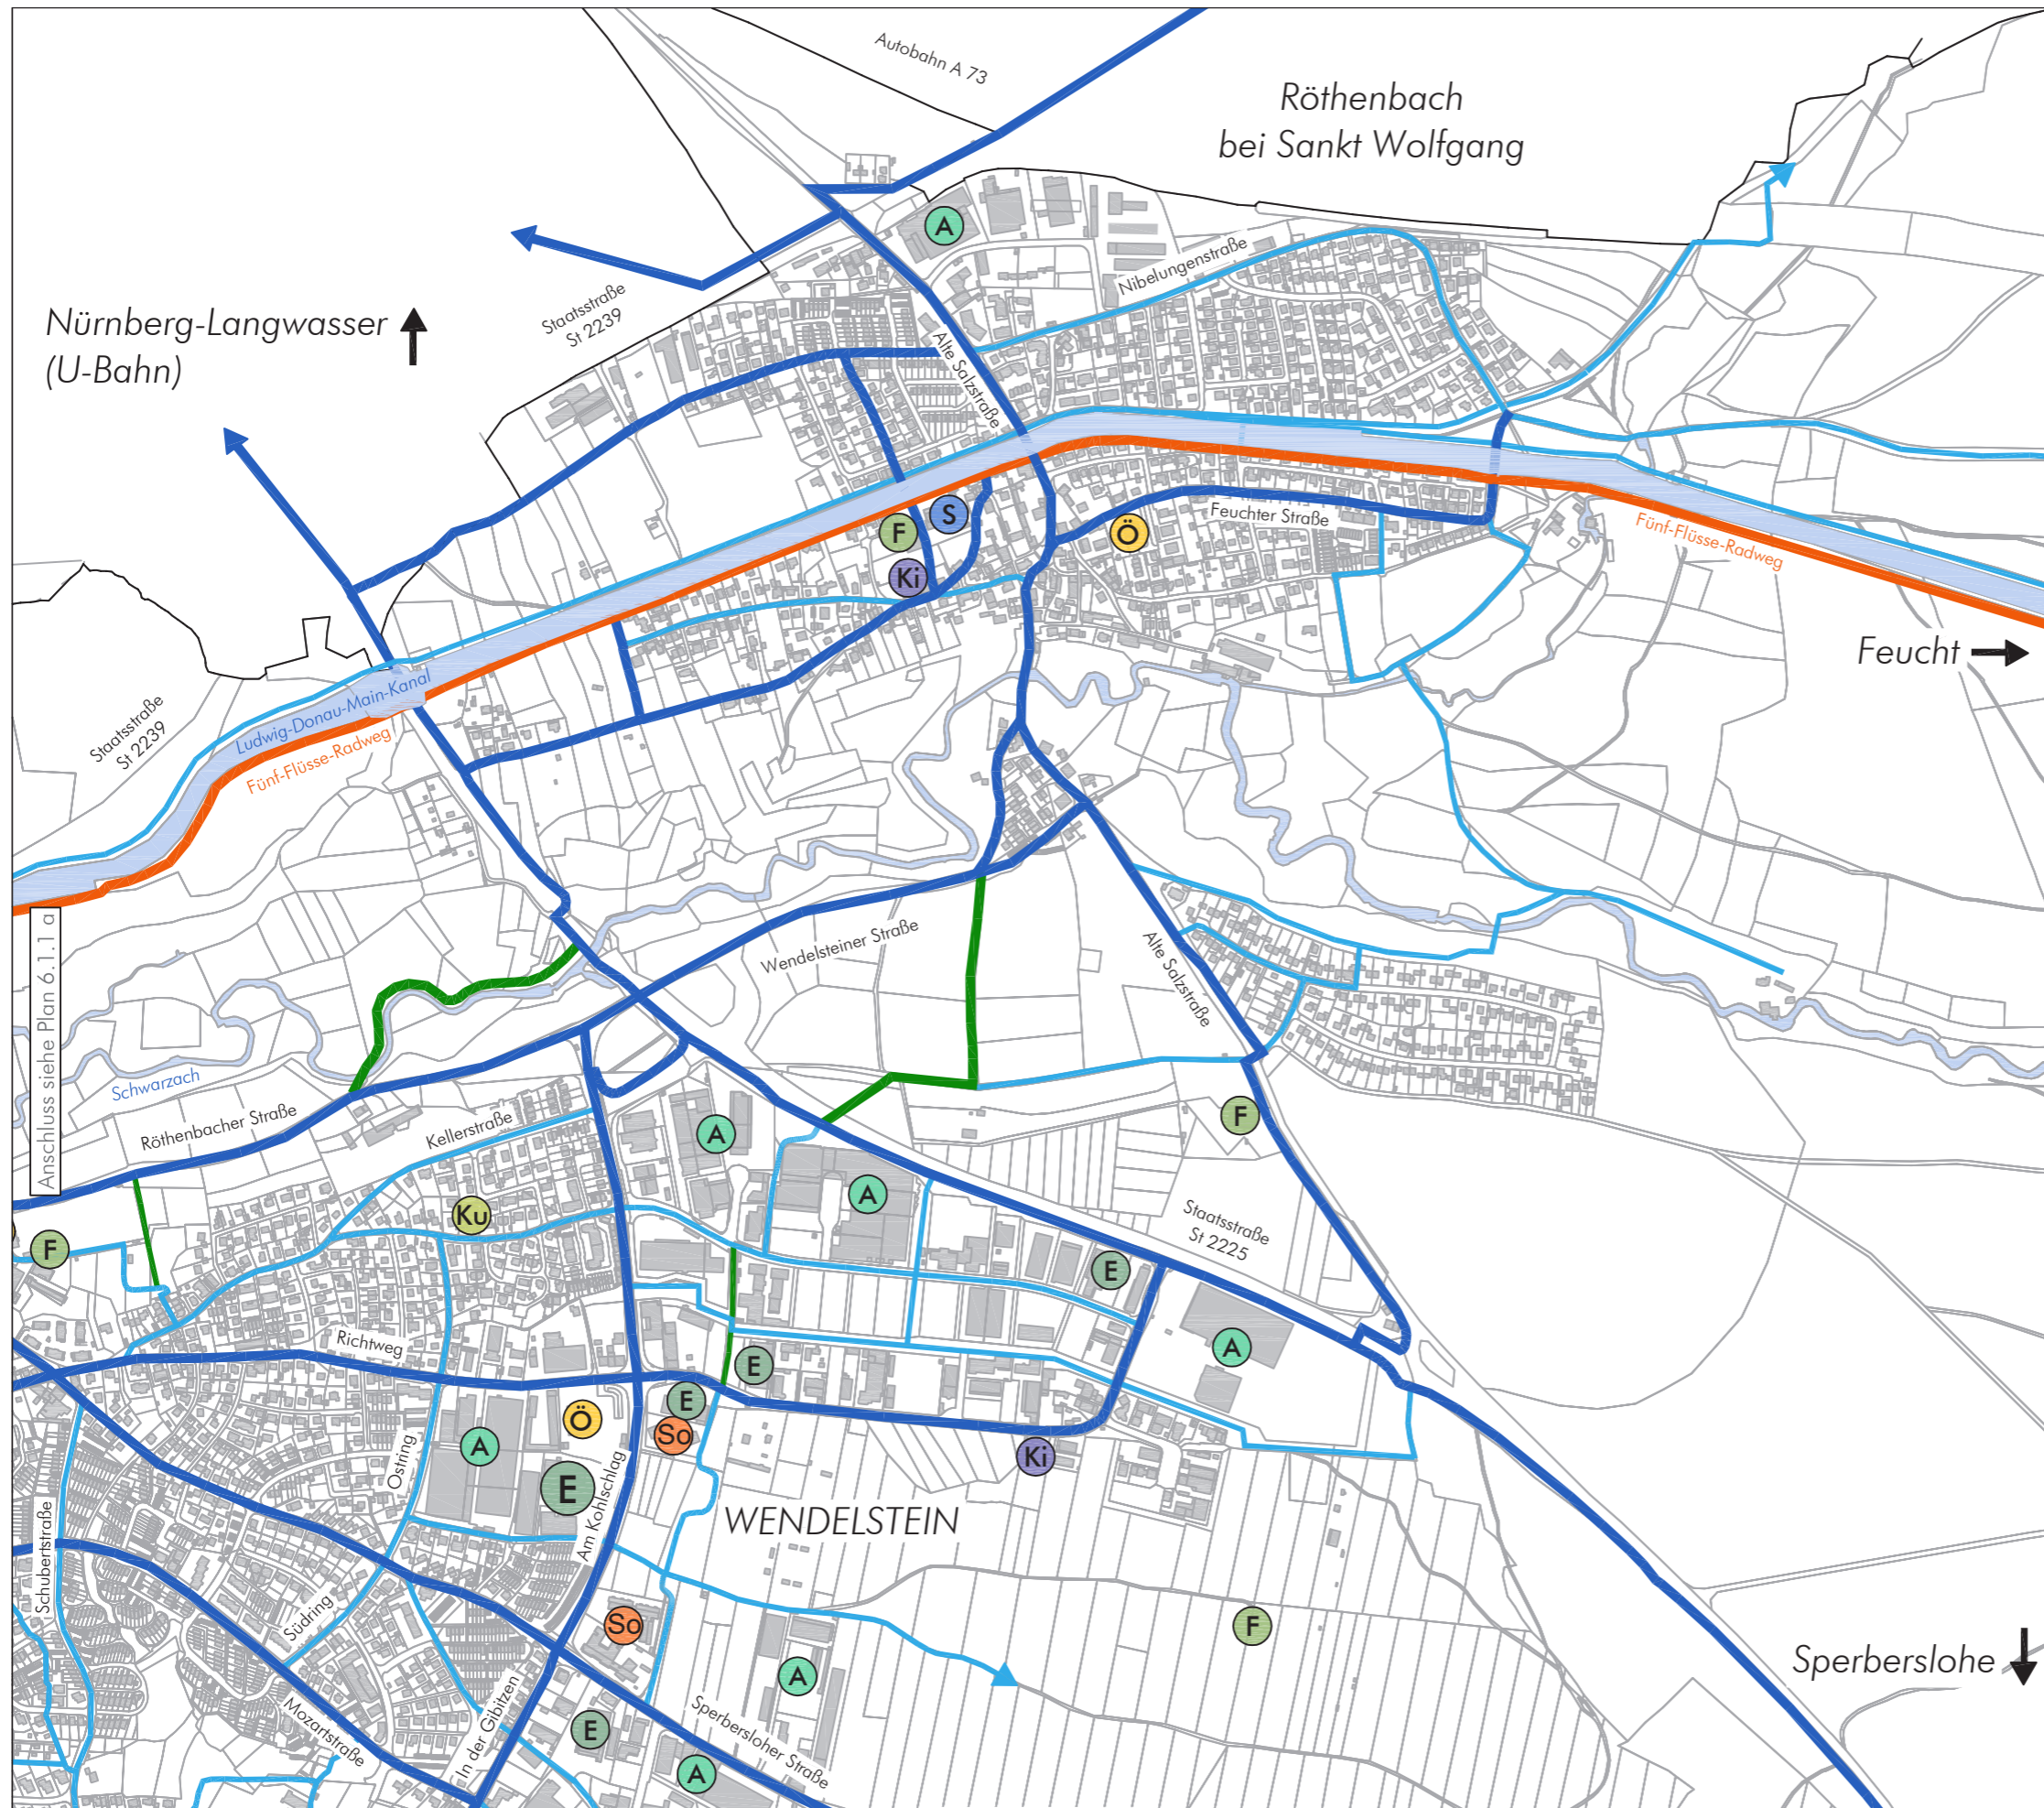 Autobahn A 73
Röthenbach
bei Sankt Wolfgang
A
Nibelungenstraße
Staatsstraße
St 2239
Nürnberg-Langwasser
(U-Bahn)
Alte Salzstraße
S
F
Ö
Feuchter Straße
Fünf-Flüsse-Radweg
Ki
Feucht
Ludwig-Donau-Main-Kanal
Staatsstraße
St 2239
Fünf-Flüsse-Radweg
Wendelsteiner Straße
Alte Salzstraße
Anschluss siehe Plan 6.1.1 a
Schwarzach
Röthenbacher Straße
Kellerstraße
A
F
A
Ku
F
Staatsstraße
St 2225
E
Richtweg
A
E
E
Ö
So
A
Ostring
Ki
E
Am Kohlschlag
WENDELSTEIN
Schubertstraße
Südring
So
F
Sperberslohe
A
Mozartstraße
In der Gibitzen
E
Sperbersloher Straße
A